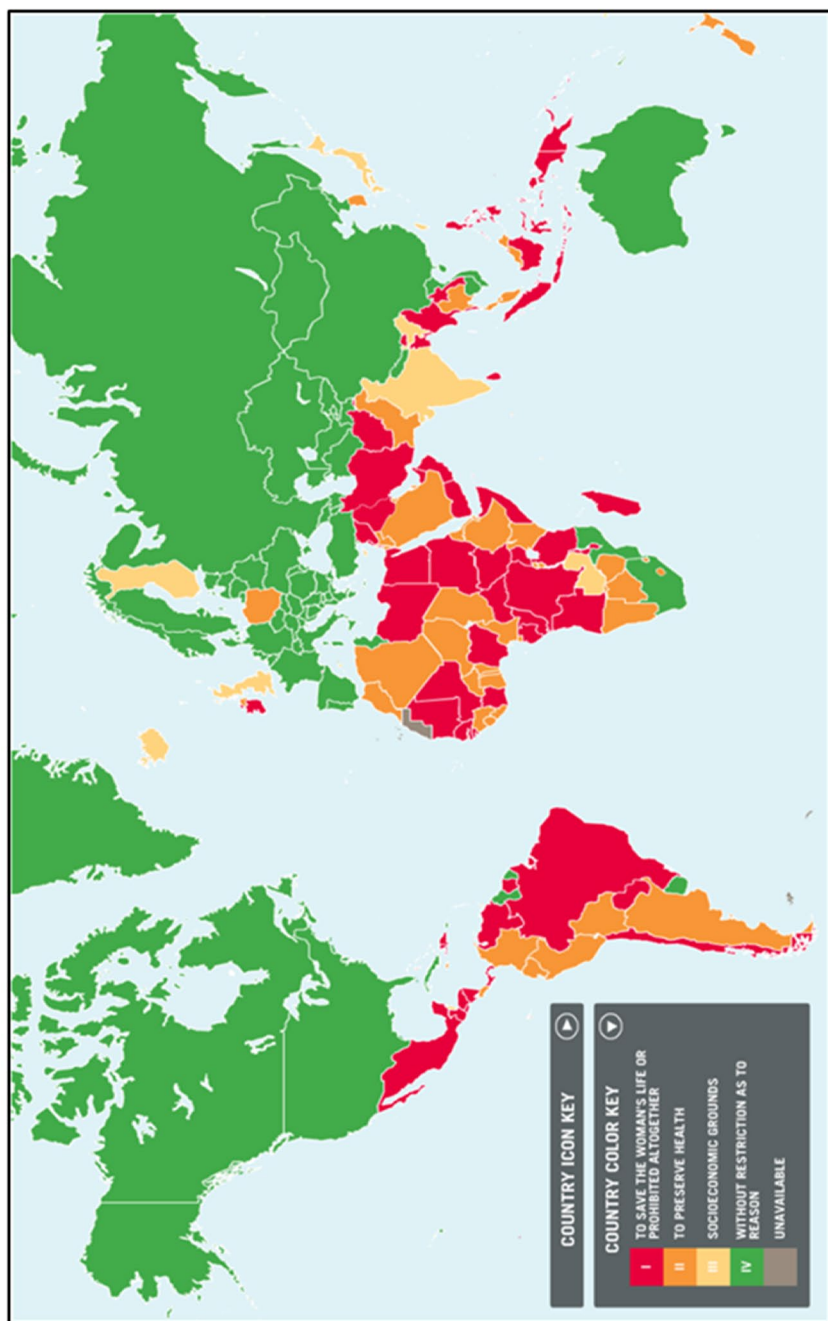 COUNTRY ICON KEY
COUNTRY COLOR KEY
I
TO SAVE THE WOMAN'S LIFE OR
PROHIBITED ALTOGETHER
II
TO PRESERVE HEALTH
III
SOCIOECONOMIC GROUNDS
IV
WITHOUT RESTRICTION AS TO
REASON
UNAVAILABLE